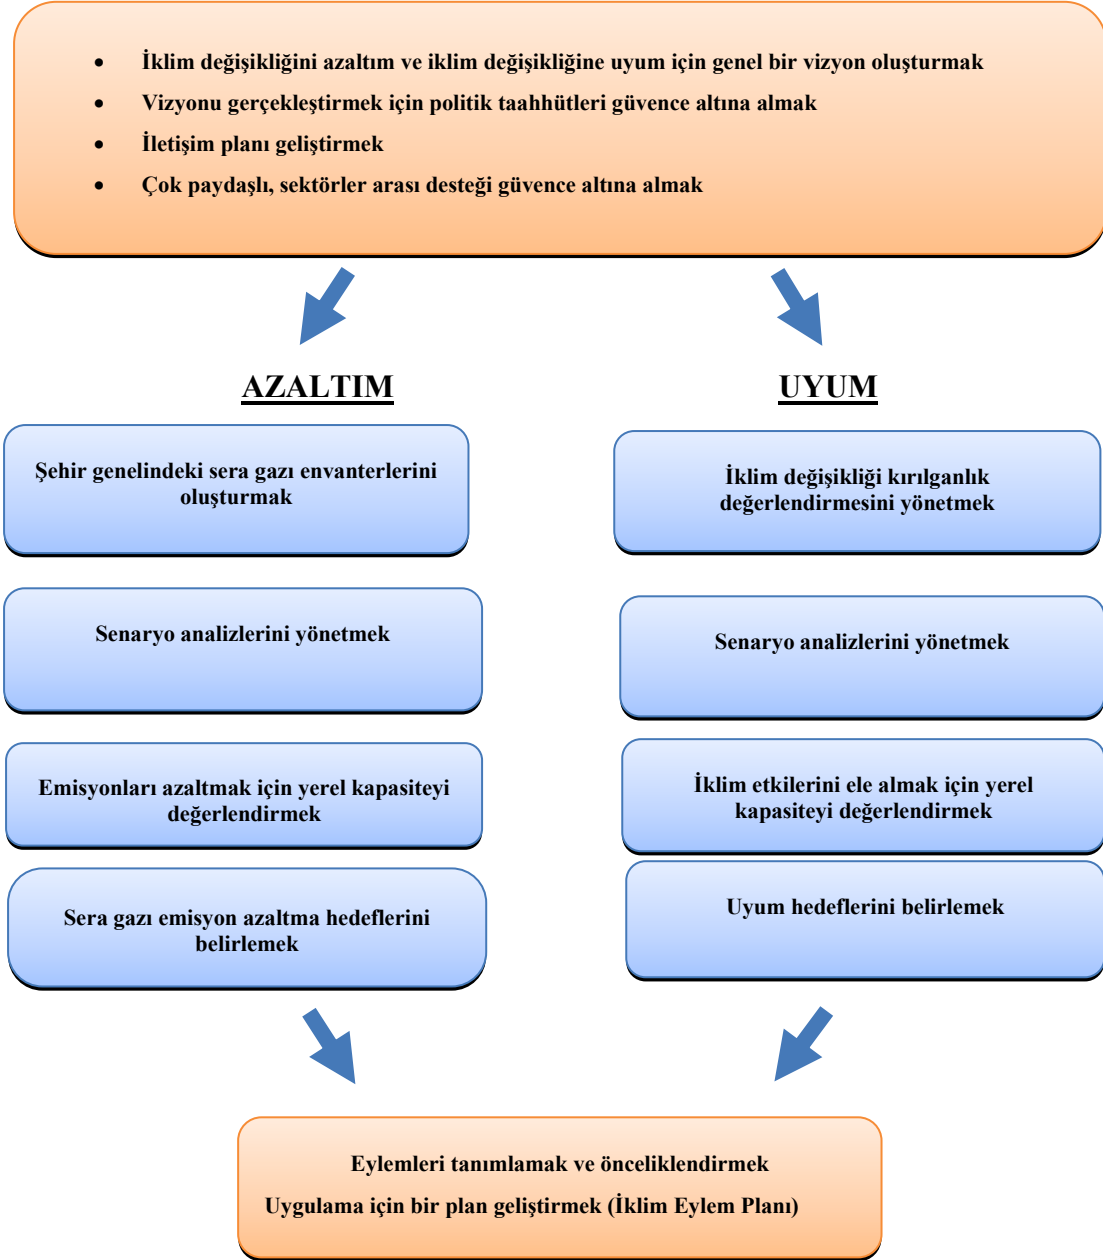 • İklim değişikliğini azaltım ve iklim değişikliğine uyum için genel bir vizyon oluşturmak
• Vizyonu gerçekleştirmek için politik taahhütleri güvence altına almak
• İletişim planı geliştirmek
• Çok paydaşlı, sektörler arası desteği güvence altına almak
AZALTIM
Şehir genelindeki sera gazı envanterlerini
oluşturmak
Senaryo analizlerini yönetmek
Emisyonları azaltmak için yerel kapasiteyi
değerlendirmek
Sera gazı emisyon azaltma hedeflerini
belirlemek
UYUM
İklim değişikliği kırılganlık
değerlendirmesini yönetmek
Senaryo analizlerini yönetmek
İklim etkilerini ele almak için yerel
kapasiteyi değerlendirmek
Uyum hedeflerini belirlemek
Eylemleri tanımlamak ve önceliklendirmek
Uygulama için bir plan geliştirmek (İklim Eylem Planı)